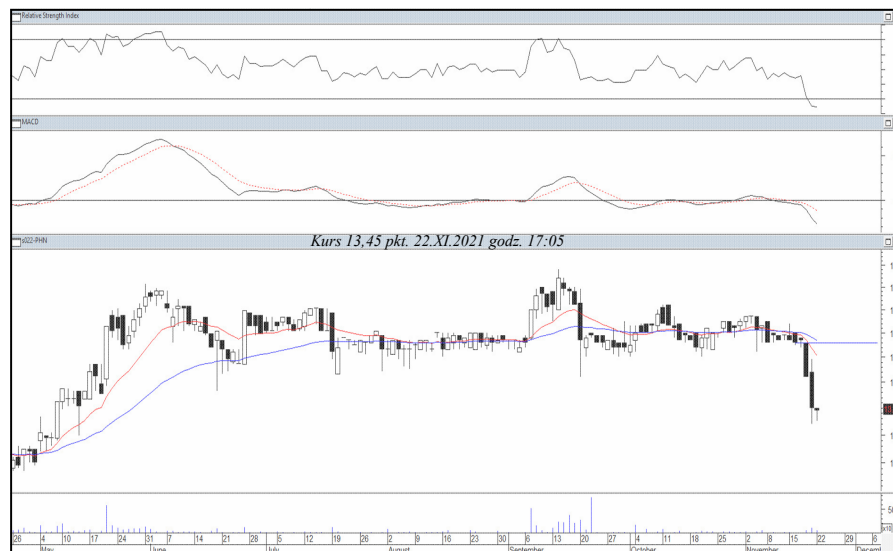 Relative Strength Index
MACD
s022-PHN
Kurs 13,45 pkt. 22.XI.2021 godz. 17:05
26 4 10 17 24 31 7 14 21 28 5 12 19 26 2 9 16 23 30 6 13 20 27 4 11 18 25 2 8 15 22 29 6
May June July August September October November Decemb